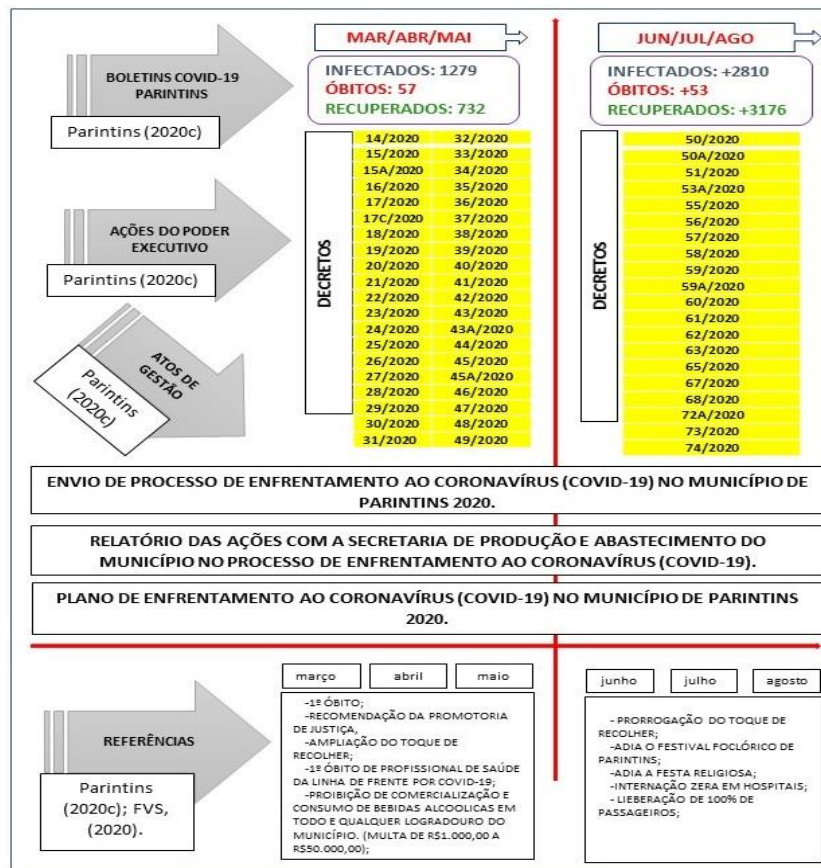 MAR/ABR/MAI
JUN/JUL/AGO
BOLETINS COVID-19
PARINTINS
Parintins (2020c)
INFECTADOS: 1279
ÓBITOS: 57
RECUPERADOS: 732
INFECTADOS: +2810
ÓBITOS: +53
RECUPERADOS: +3176
AÇÕES DO PODER
EXECUTIVO
Parintins (2020c)
ATOS DE
GESTÃO
Parintins
(2020c)
DECRETOS
14/2020 32/2020
15/2020 33/2020
15A/2020 34/2020
16/2020 35/2020
17/2020 36/2020
17C/2020 37/2020
18/2020 38/2020
19/2020 39/2020
20/2020 40/2020
21/2020 41/2020
22/2020 42/2020
23/2020 43/2020
24/2020 43A/2020
25/2020 44/2020
26/2020 45/2020
27/2020 45A/2020
28/2020 46/2020
29/2020 47/2020
30/2020 48/2020
31/2020 49/2020
DECRETOS
50/2020
50A/2020
51/2020
53A/2020
55/2020
56/2020
57/2020
58/2020
59/2020
59A/2020
60/2020
61/2020
62/2020
63/2020
65/2020
67/2020
68/2020
72A/2020
73/2020
74/2020
ENVIO DE PROCESSO DE ENFRENTAMENTO AO CORONAVÍRUS (COVID-19) NO MUNICÍPIO DE
PARINTINS 2020.
RELATÓRIO DAS AÇÕES COM A SECRETARIA DE PRODUÇÃO E ABASTECIMENTO DO
MUNICÍPIO NO PROCESSO DE ENFRENTAMENTO AO CORONAVÍRUS (COVID-19).
PLANO DE ENFRENTAMENTO AO CORONAVÍRUS (COVID-19) NO MUNICÍPIO DE PARINTINS
2020.
REFERÊNCIAS
Parintins
(2020c); FVS,
(2020).
março abril maio
-1º ÓBITO;
-RECOMENDAÇÃO DA PROMOTORIA
DE JUSTIÇA,
-AMPLIAÇÃO DO TOQUE DE
RECOLHER;
-1º ÓBITO DE PROFISSIONAL DE SAÚDE
DA LINHA DE FRENTE POR COVID-19;
-PROIBIÇÃO DE COMERCIALIZAÇÃO E
CONSUMO DE BEBIDAS ALCOOLICAS EM
TODO E QUALQUER LOGRADOURO DO
MUNICÍPIO. (MULTA DE R$1.000,00 A
R$50.000,00);
junho julho agosto
- PRORROGAÇÃO DO TOQUE DE
RECOLHER;
- ADIA O FESTIVAL FOCLÓRICO DE
PARINTINS;
- ADIA A FESTA RELIGIOSA;
- INTERNAÇÃO ZERA EM HOSPITAIS;
- LIEBERAÇÃO DE 100% DE
PASSAGEIROS;